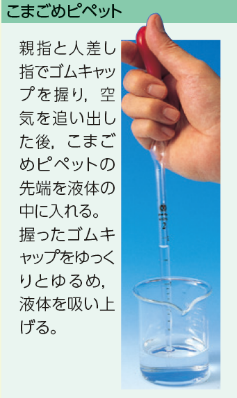 こまごめピペット
親指と人差し
指でゴムキャッ
プを握り，空
気を追い出し
た後，こまご
めピペットの
先端を液体の
中に入れる。
握ったゴムキ
ャップをゆっく
りとゆるめ，
液体を吸い上
げる。